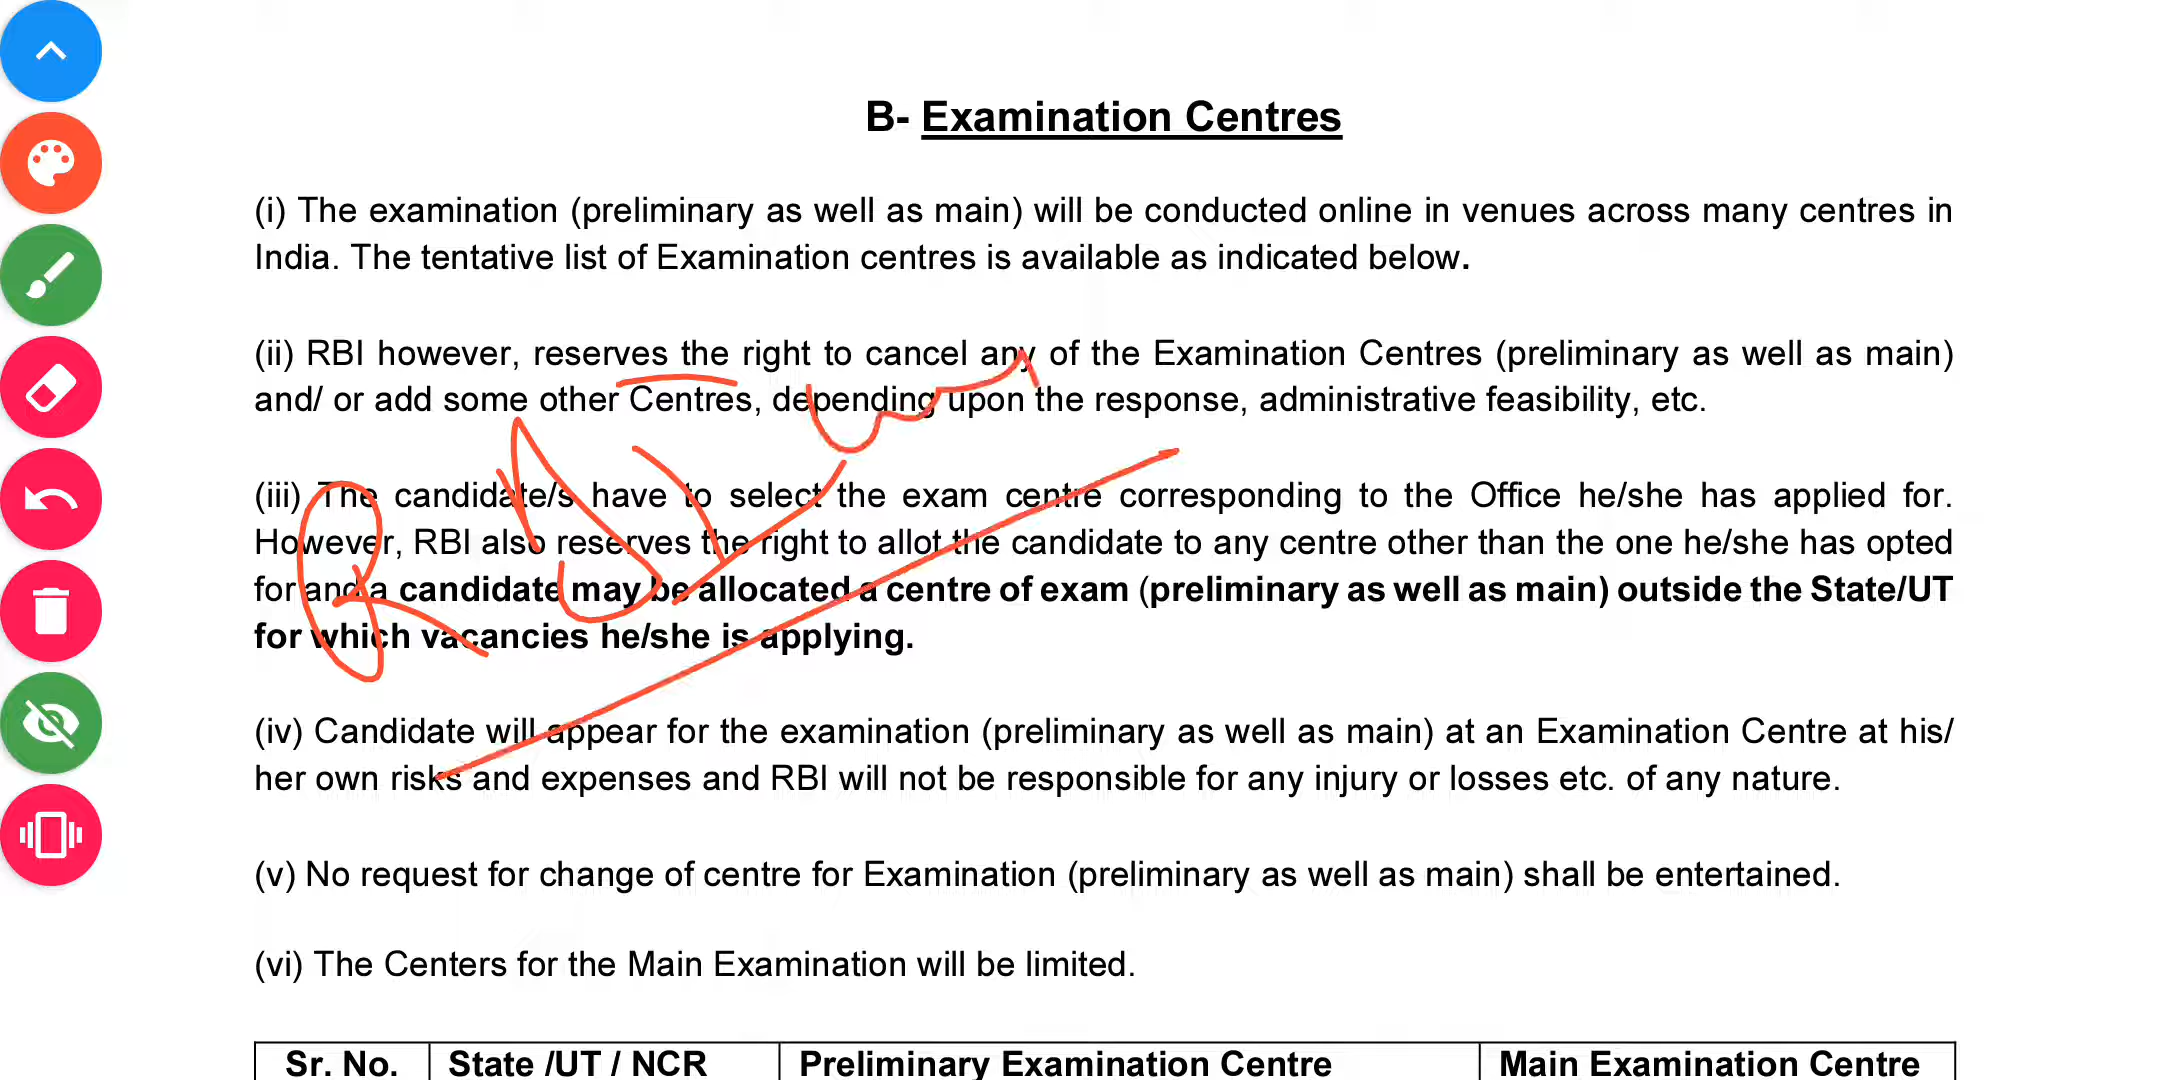 B- Examination Centres
(i) The examination (preliminary as well as main) will be conducted online in venues across many centres in
India. The tentative list of Examination centres is available as indicated below.
(ii) RBI however, reserves the right to cancel any of the Examination Centres (preliminary as well as main)
and/ or add some other Centres, depending upon the response, administrative feasibility, etc.
(iii) The candidate/s have to select the exam centre corresponding to the Office he/she has applied for.
However, RBI also reserves the right to allot the candidate to any centre other than the one he/she has opted
for and a candidate may be allocated a centre of exam (preliminary as well as main) outside the State/UT
for which vacancies he/she is applying.
(iv) Candidate will appear for the examination (preliminary as well as main) at an Examination Centre at his/
her own risks and expenses and RBI will not be responsible for any injury or losses etc. of any nature.
(v) No request for change of centre for Examination (preliminary as well as main) shall be entertained.
(vi) The Centers for the Main Examination will be limited.
Sr. No. State /UT / NCR Preliminary Examination Centre Main Examination Centre